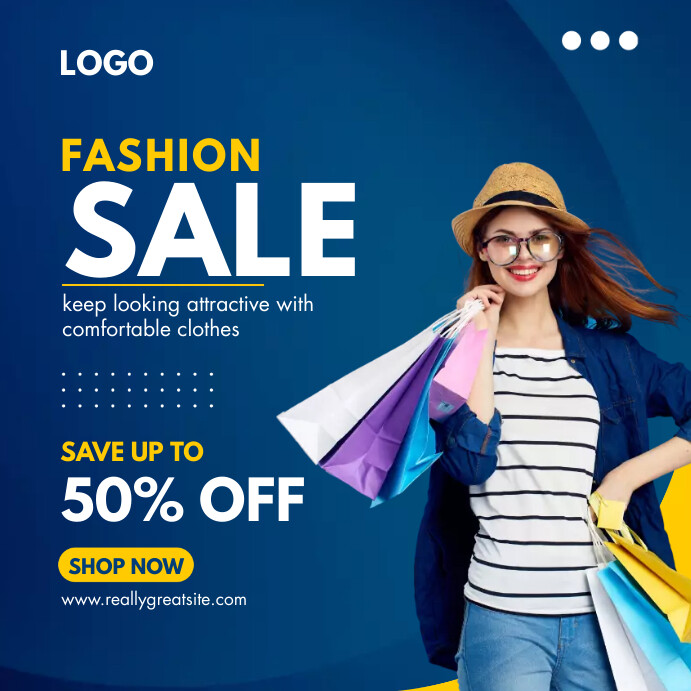 LOGO
FASHION
SALE
keep looking attractive with
comfortable clothes
SAVE UP TO
50% OFF
SHOP NOW
www.reallygreatsite.com